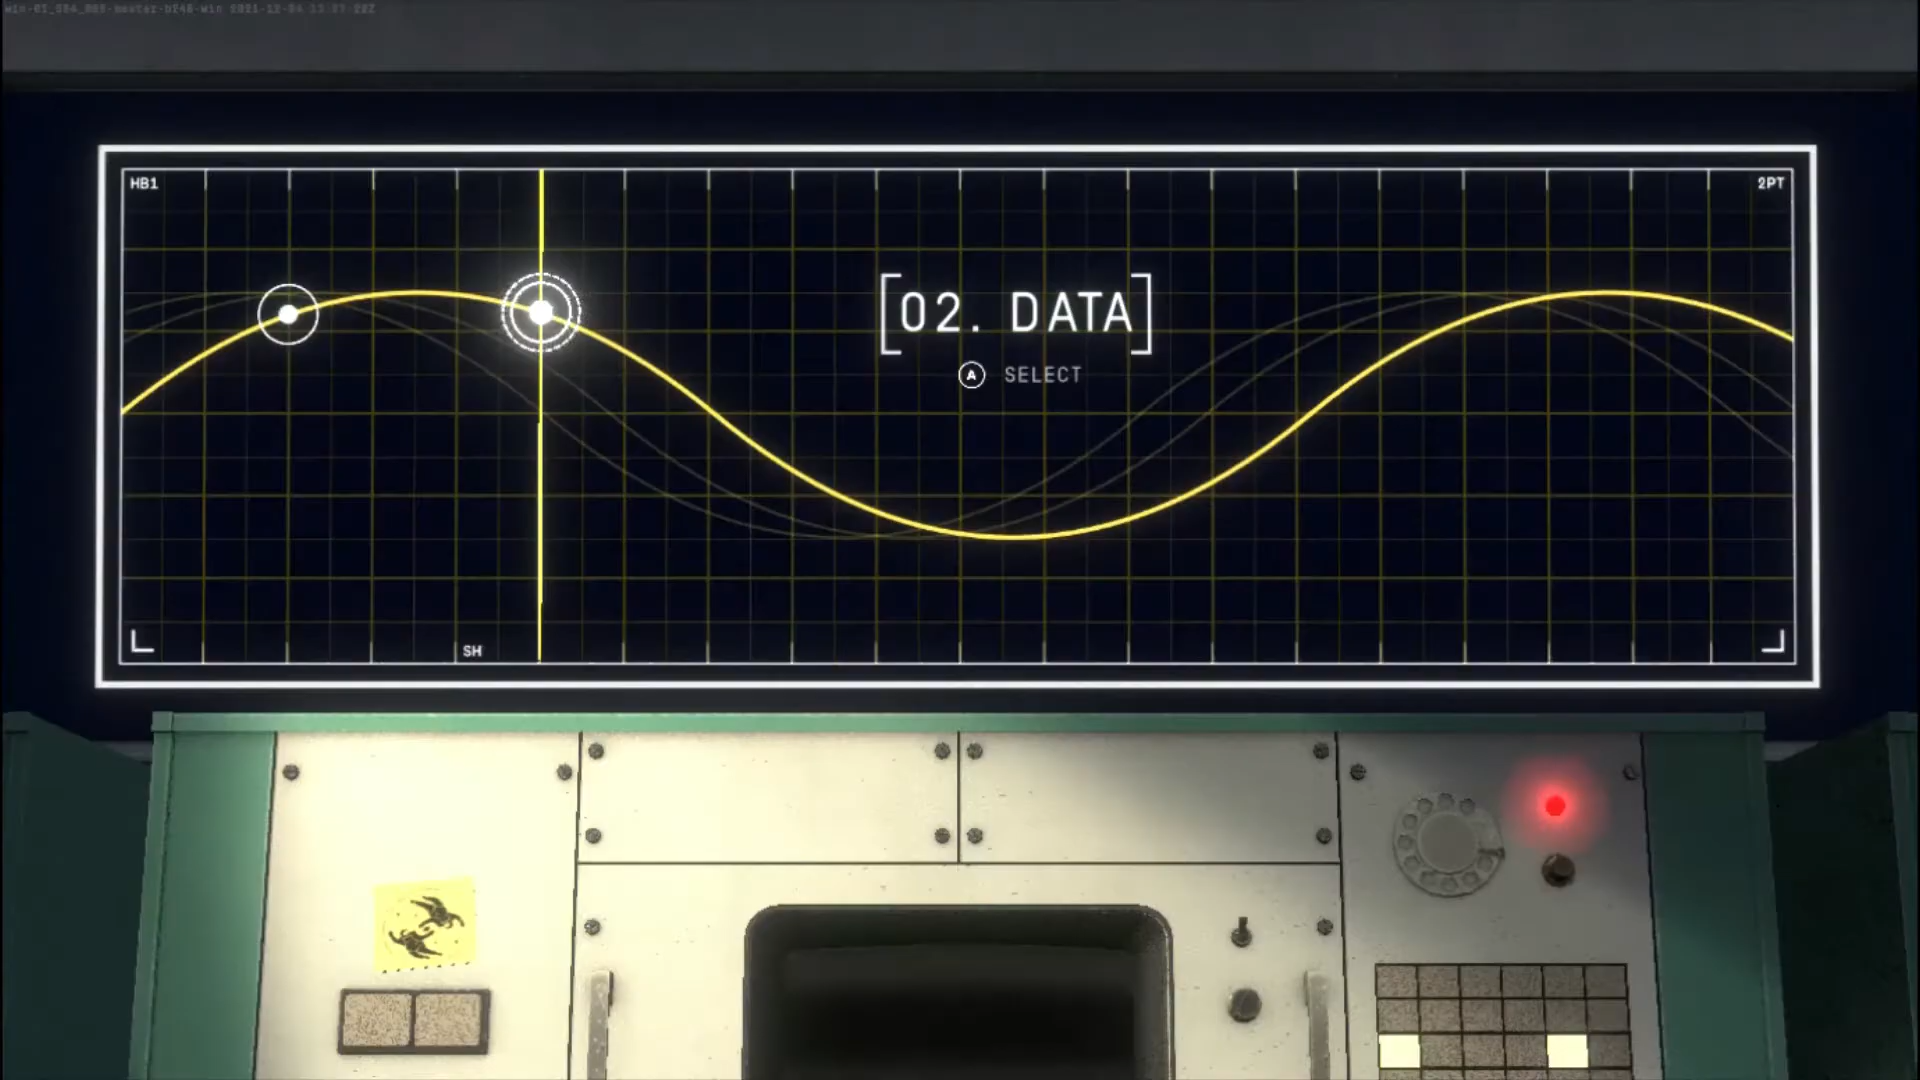 HB1
2PT
[02. DATA]
A SELECT
SH